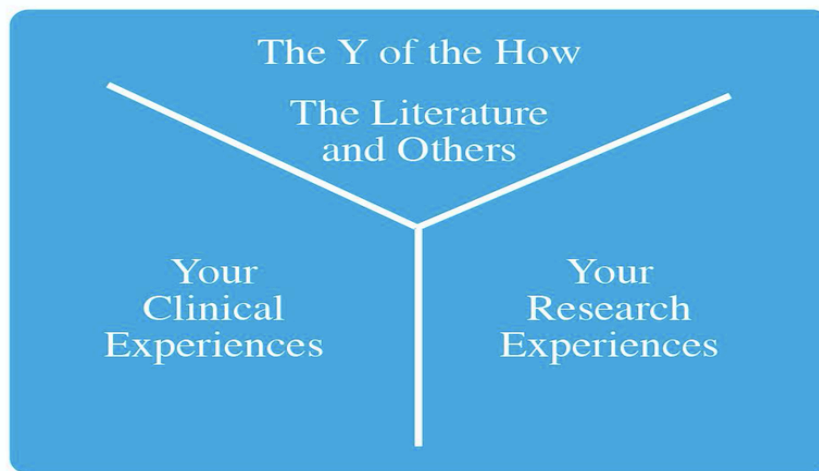 The Y of the How
The Literature
and Others
Your
Clinical
Experiences
Your
Research
Experiences